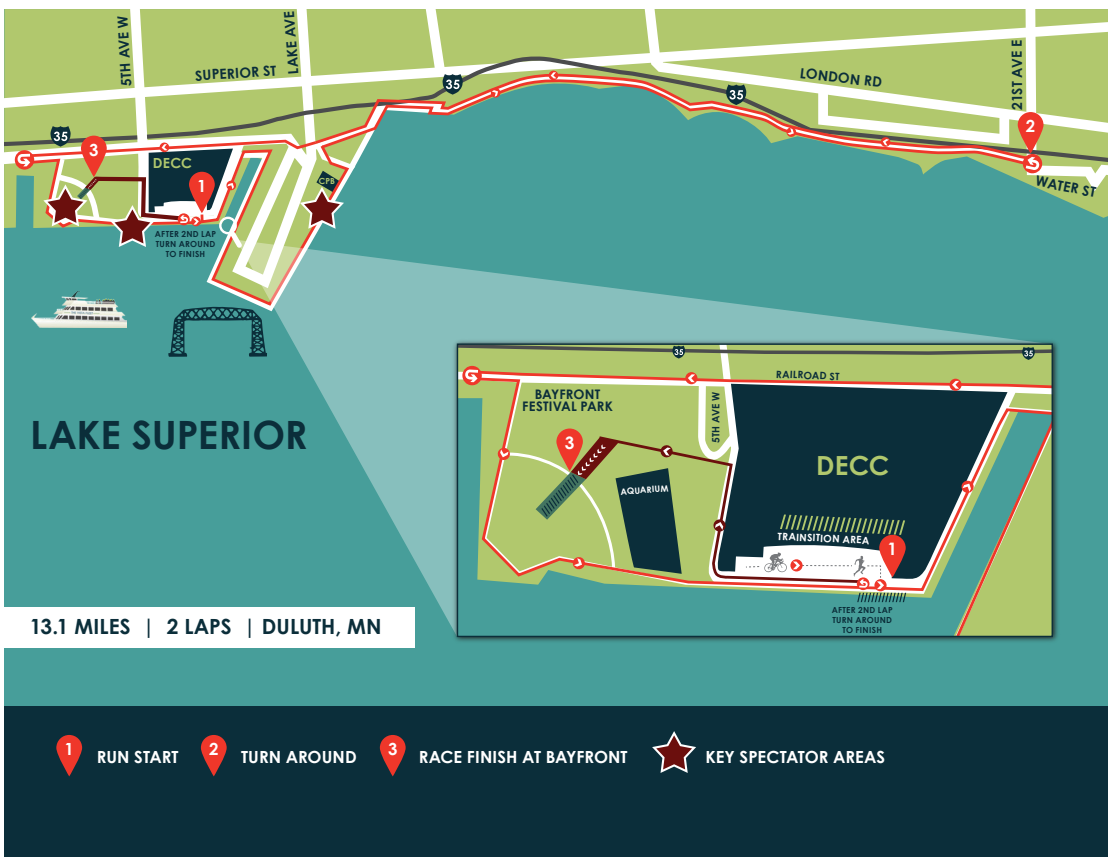 5TH AVE W
LAKE AVE
SUPERIOR ST
35
35
LONDON RD
21ST AVE E
2
35
3
DECC
1
CPB
WATER ST
AFTER 2ND LAP
TURN AROUND
TO FINISH
35
35
RAILROAD ST
BAYFRONT
FESTIVAL PARK
5TH AVE W
3
DECC
AQUARIUM
TRAINSITION AREA
1
AFTER 2ND LAP
TURN AROUND
TO FINISH
LAKE SUPERIOR
13.1 MILES | 2 LAPS | DULUTH, MN
1 RUN START 2 TURN AROUND 3 RACE FINISH AT BAYFRONT KEY SPECTATOR AREAS